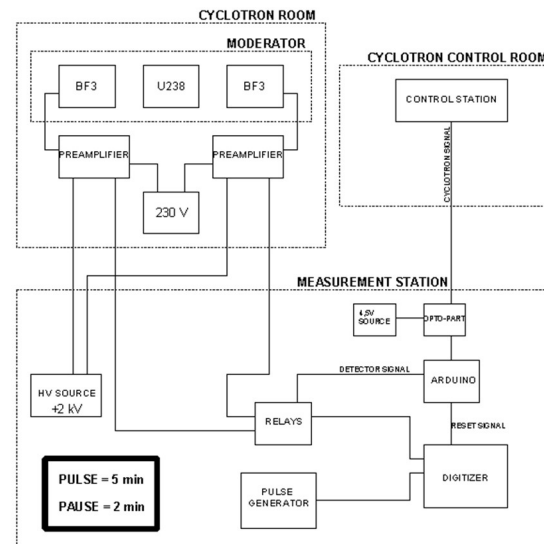 CYCLOTRON ROOM
MODERATOR
BF3
U238
BF3
PREAMPLIFIER
PREAMPLIFIER
230 V
CYCLOTRON CONTROL ROOM
CONTROL STATION
CYCLOTRON SIGNAL
MEASUREMENT STATION
4,5V
SOURCE
OPTO-PART
HV SOURCE
+2 kV
DETECTOR SIGNAL
ARDUINO
RELAYS
RESET SIGNAL
DIGITIZER
PULSE
GENERATOR
PULSE = 5 min
PAUSE = 2 min